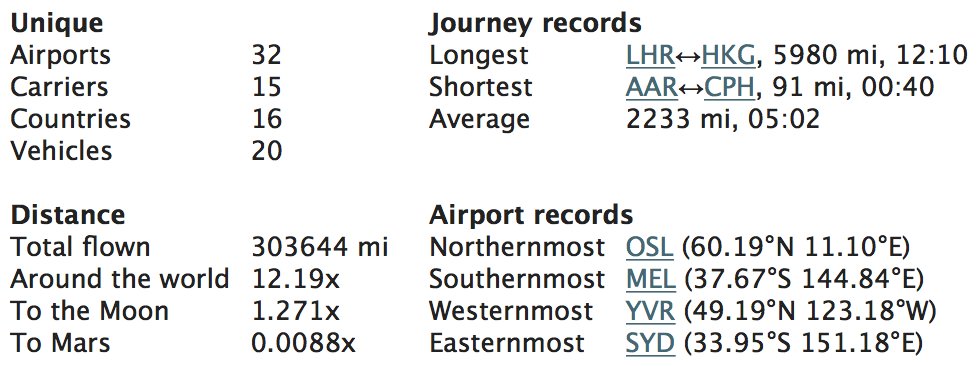 Unique
Airports 32
Carriers 15
Countries 16
Vehicles 20
Journey records
Longest LHR↔HKG, 5980 mi, 12:10
Shortest AAR↔CPH, 91 mi, 00:40
Average 2233 mi, 05:02
Distance
Total flown 303644 mi
Around the world 12.19x
To the Moon 1.271x
To Mars 0.0088x
Airport records
Northernmost OSL (60.19°N 11.10°E)
Southernmost MEL (37.67°S 144.84°E)
Westernmost YVR (49.19°N 123.18°W)
Easternmost SYD (33.95°S 151.18°E)